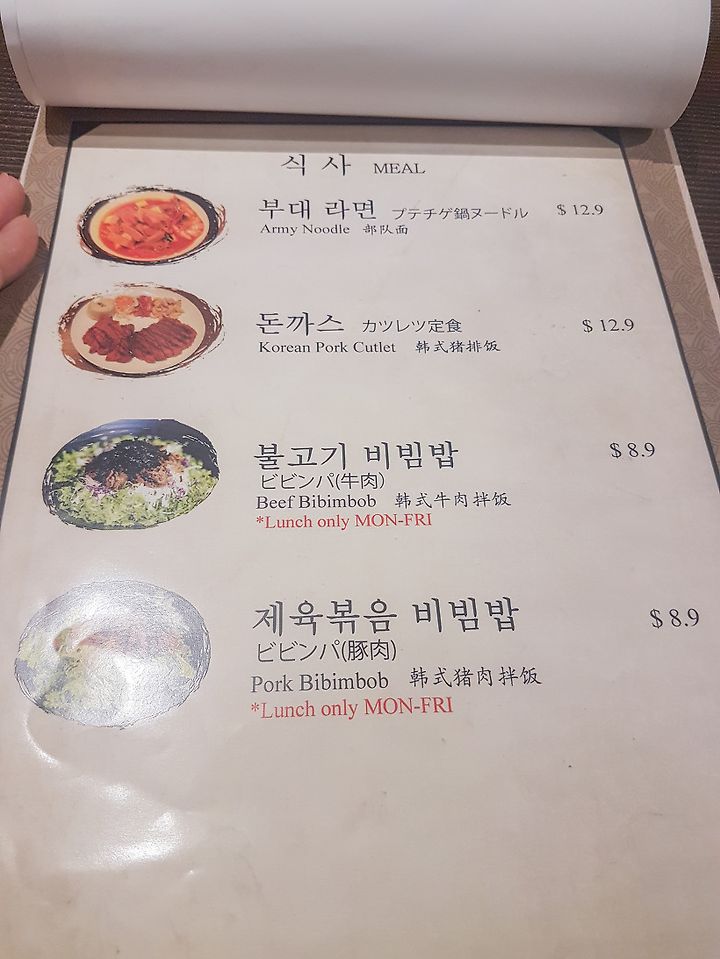 식 사 MEAL
부대 라면 プテチゲ鍋ヌードル $ 12.9
Army Noodle 部队面
돈까스 カツレツ定食 $ 12.9
Korean Pork Cutlet 韩式猪排饭
불고기 비빔밥 $ 8.9
ビビンパ(牛肉)
Beef Bibimbob 韩式牛肉拌饭
*Lunch only MON-FRI
제육볶음 비빔밥 $ 8.9
ビビンパ(豚肉)
Pork Bibimbob 韩式猪肉拌饭
*Lunch only MON-FRI